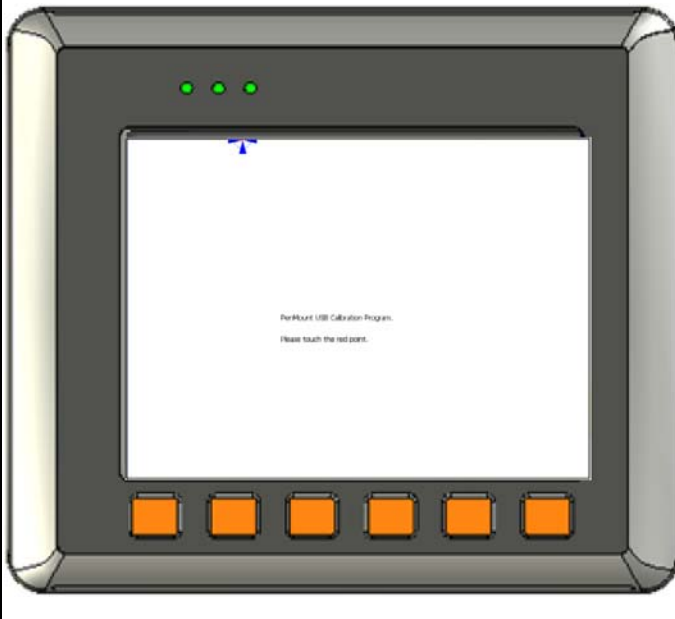 PenMount USB Calibration Program.
Please touch the red point.